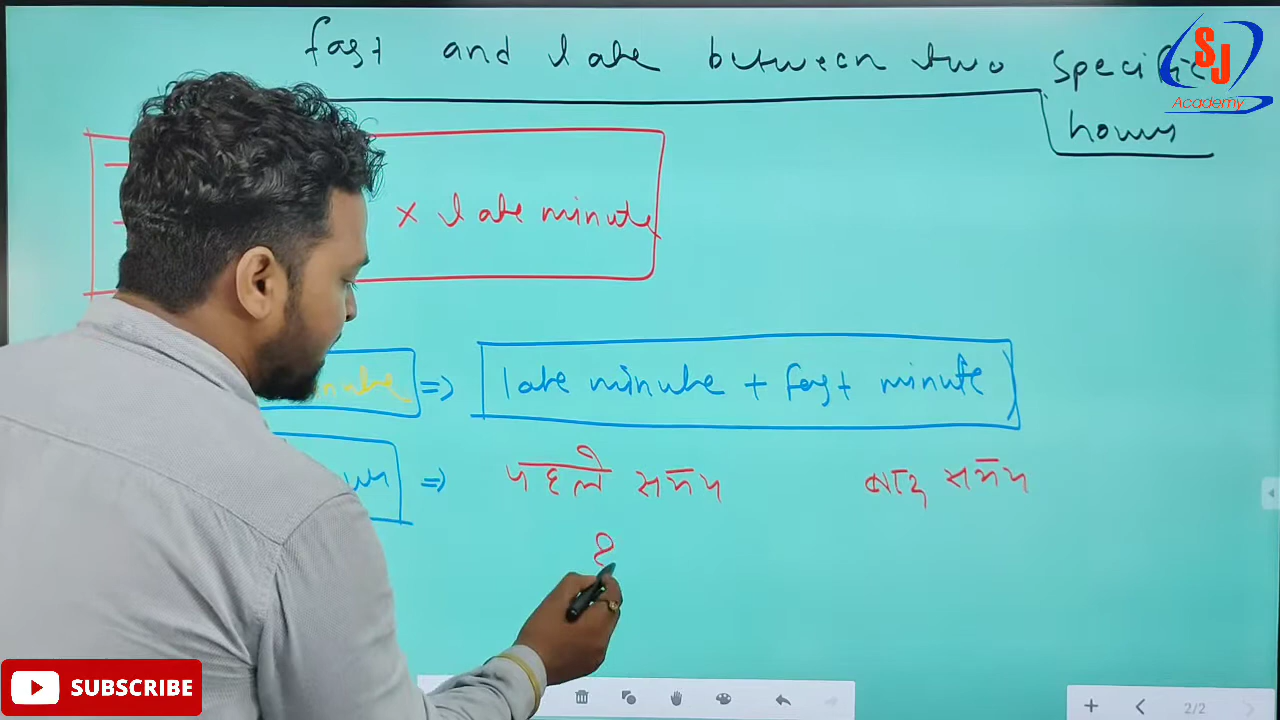 fast and late between two specific
hours
SJ
Academy
× late minute
=> late minute + fast minute
=> पहले समय बाद समय
SUBSCRIBE
2/2